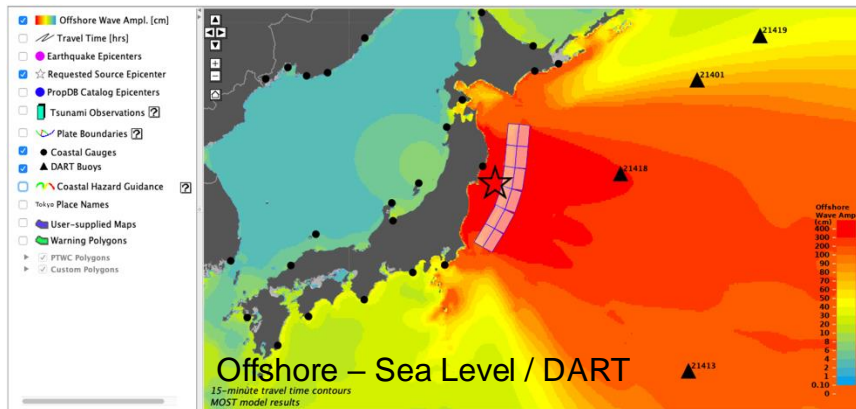 Offshore Wave Ampl. [cm]
Travel Time [hrs]
Earthquake Epicenters
Requested Source Epicenter
PropDB Catalog Epicenters
Tsunami Observations ?
Plate Boundaries ?
Coastal Gauges
DART Buoys
Coastal Hazard Guidance ?
Tokyo Place Names
User-supplied Maps
Warning Polygons
PTWC Polygons
Custom Polygons
21419
21401
21418
21413
Offshore
Wave Ampl
(cm)
400
300
200
100
90
80
70
60
50
40
30
20
10
8
6
4
2
1
0.10
0
Offshore – Sea Level / DART
15-minute travel time contours
MOST model results